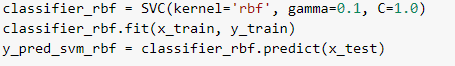 classifier_rbf = SVC(kernel='rbf', gamma=0.1, C=1.0)
classifier_rbf.fit(x_train, y_train)
y_pred_svm_rbf = classifier_rbf.predict(x_test)